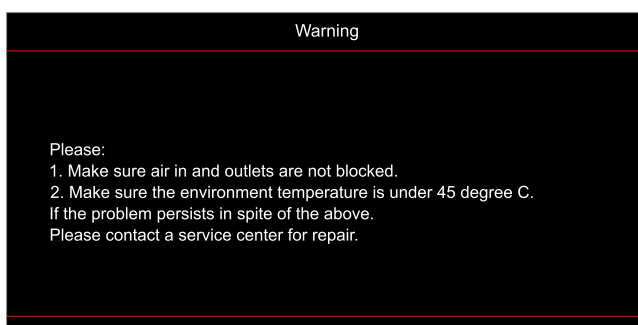 Warning
Please:
1. Make sure air in and outlets are not blocked.
2. Make sure the environment temperature is under 45 degree C.
If the problem persists in spite of the above.
Please contact a service center for repair.